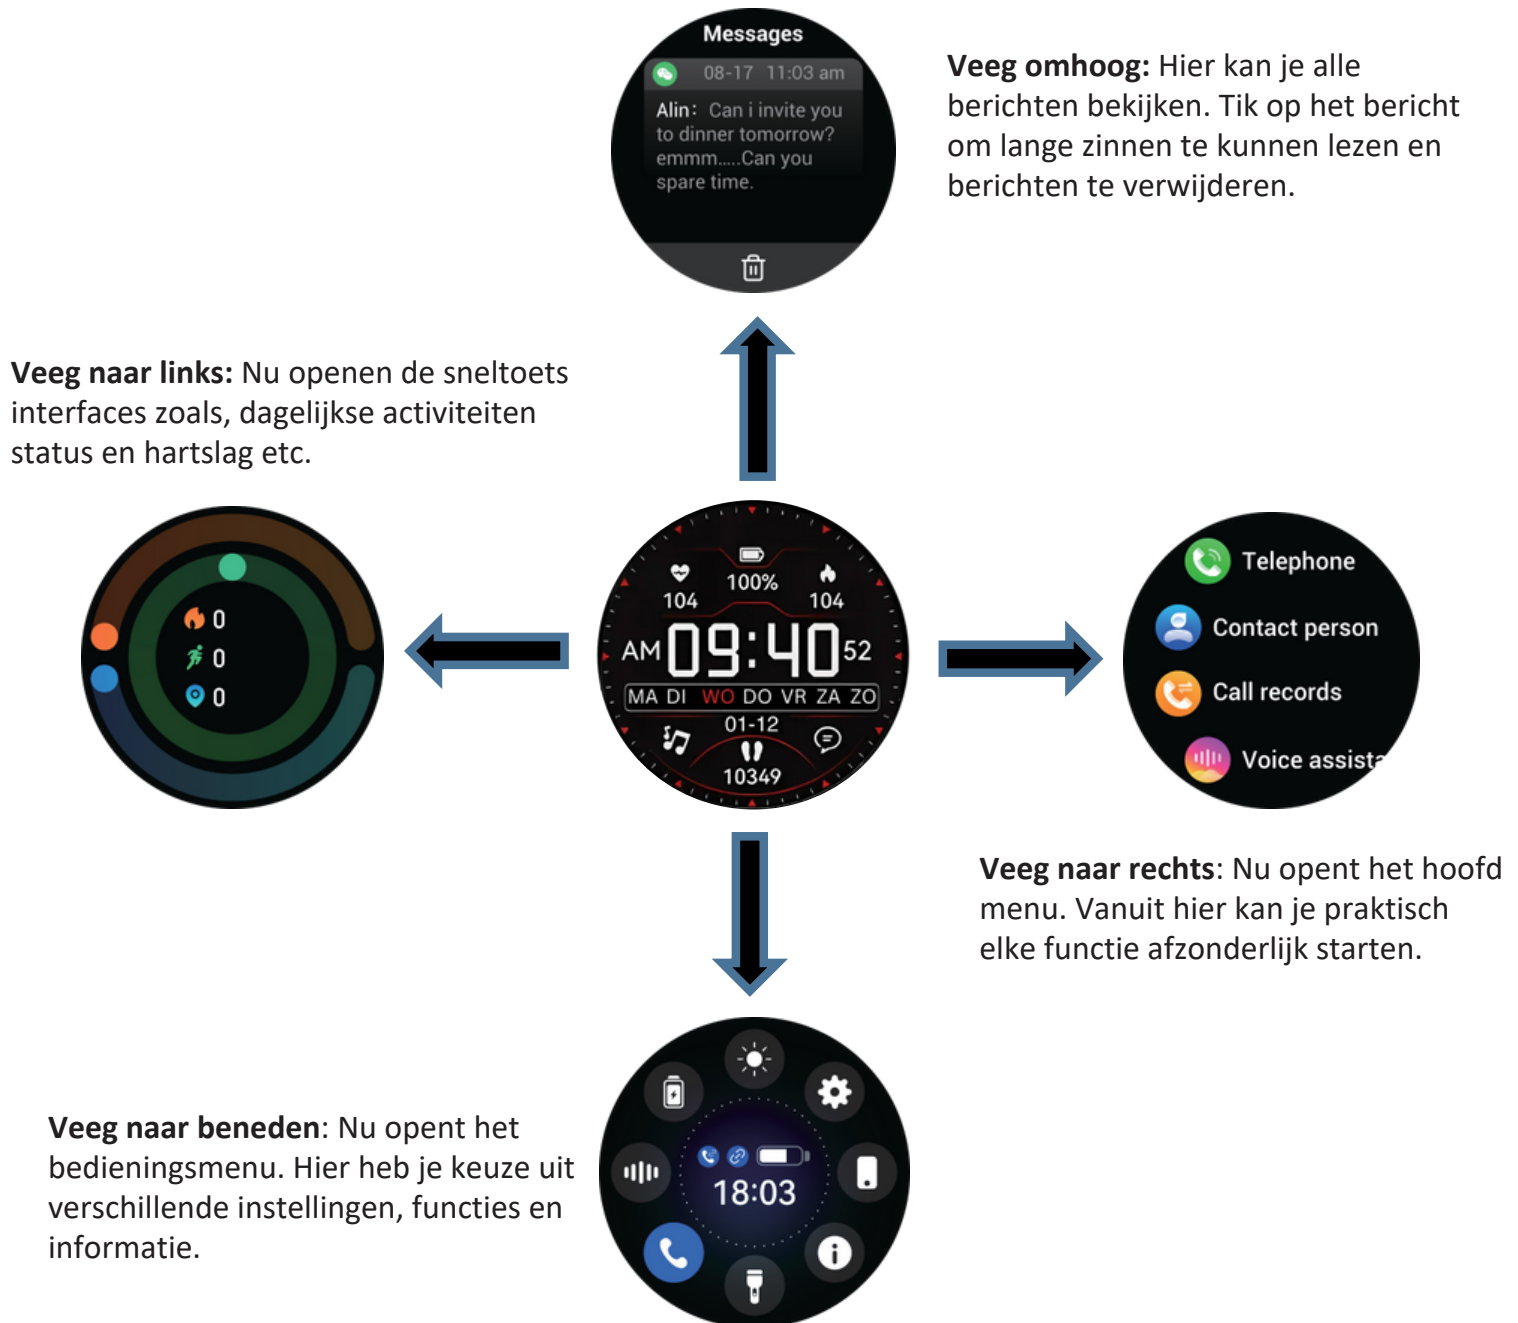 Messages
08-17 11:03 am
Alin: Can i invite you
to dinner tomorrow?
emmm.....Can you
spare time.
Veeg omhoog: Hier kan je alle
berichten bekijken. Tik op het bericht
om lange zinnen te kunnen lezen en
berichten te verwijderen.
Veeg naar links: Nu openen de sneltoets
interfaces zoals, dagelijkse activiteiten
status en hartslag etc.
0
0
0
100%
104 104
AM 09:40 52
MA DI WO DO VR ZA ZO
01-12
10349
Telephone
Contact person
Call records
Voice assista
Veeg naar rechts: Nu opent het hoofd
menu. Vanuit hier kan je praktisch
elke functie afzonderlijk starten.
Veeg naar beneden: Nu opent het
bedieningsmenu. Hier heb je keuze uit
verschillende instellingen, functies en
informatie.
18:03